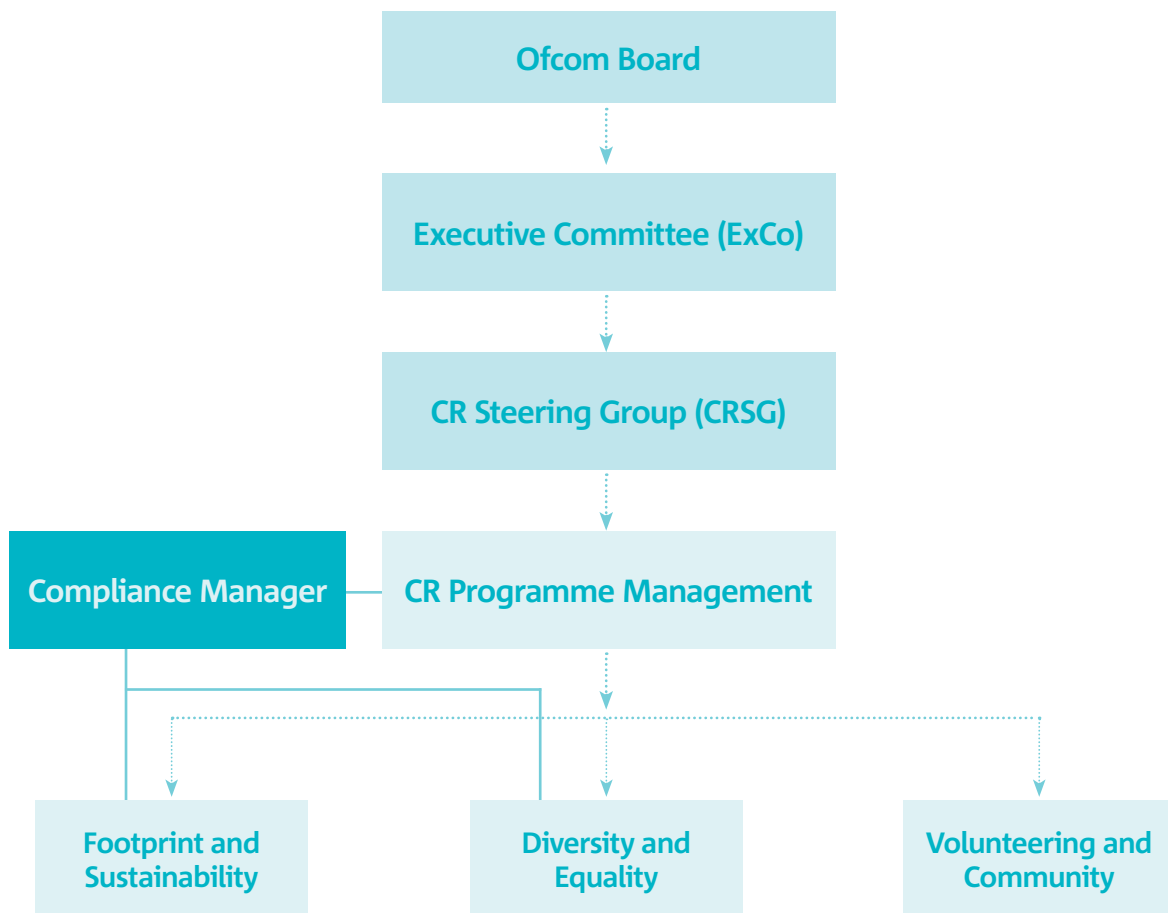 Ofcom Board
Executive Committee (ExCo)
CR Steering Group (CRSG)
Compliance Manager
CR Programme Management
Footprint and
Sustainability
Diversity and
Equality
Volunteering and
Community